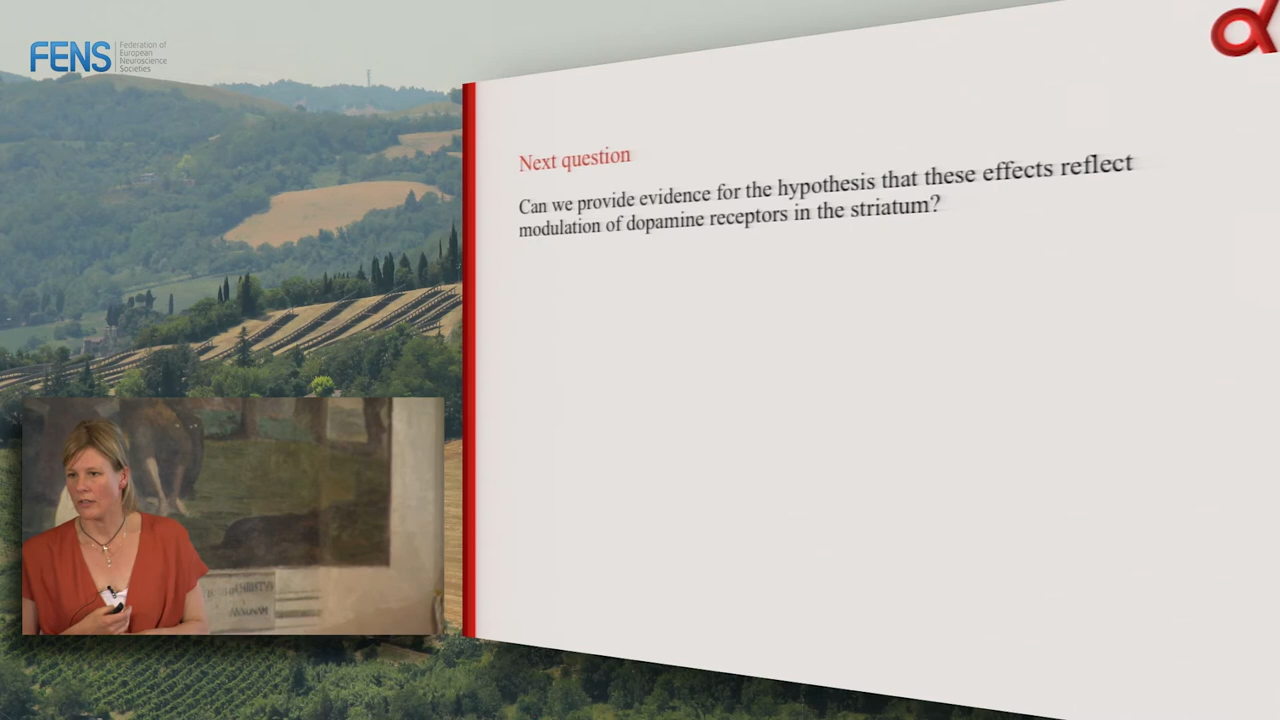 FENS
Federation of
European
Neuroscience
Societies
Next question
Can we provide evidence for the hypothesis that these effects reflect
modulation of dopamine receptors in the striatum?